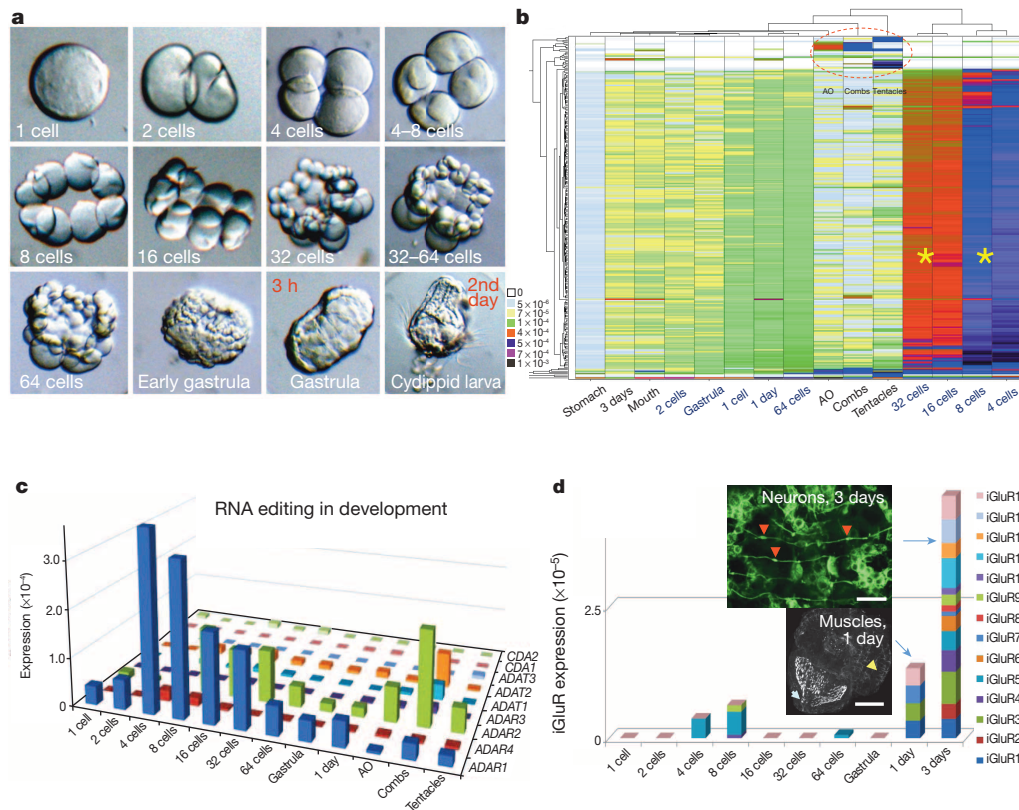 a
1 cell
2 cells
4 cells
4–8 cells
8 cells
16 cells
32 cells
32–64 cells
64 cells
Early gastrula
3 h
Gastrula
2nd
day
Cydippid larva
b
AO
Combs
Tentacles
*
*
0
5 × 10⁻⁶
7 × 10⁻⁵
1 × 10⁻⁴
4 × 10⁻⁴
5 × 10⁻⁴
7 × 10⁻⁴
1 × 10⁻³
Stomach
3 days
Mouth
2 cells
Gastrula
1 cell
1 day
64 cells
AO
Combs
Tentacles
32 cells
16 cells
8 cells
4 cells
c
RNA editing in development
Expression (×10⁻⁴)
3.0
2.0
1.0
0
1 cell
2 cells
4 cells
8 cells
16 cells
32 cells
64 cells
Gastrula
1 day
AO
Combs
Tentacles
CDA2
CDA1
ADAT3
ADAT2
ADAT1
ADAR3
ADAR2
ADAR4
ADAR1
d
iGluR expression (×10⁻⁵)
2.5
0
Neurons, 3 days
Muscles,
1 day
1 cell
2 cells
4 cells
8 cells
16 cells
32 cells
64 cells
Gastrula
1 day
3 days
iGluR1
iGluR1
iGluR1
iGluR1
iGluR1
iGluR9
iGluR8
iGluR7
iGluR6
iGluR5
iGluR4
iGluR3
iGluR2
iGluR1